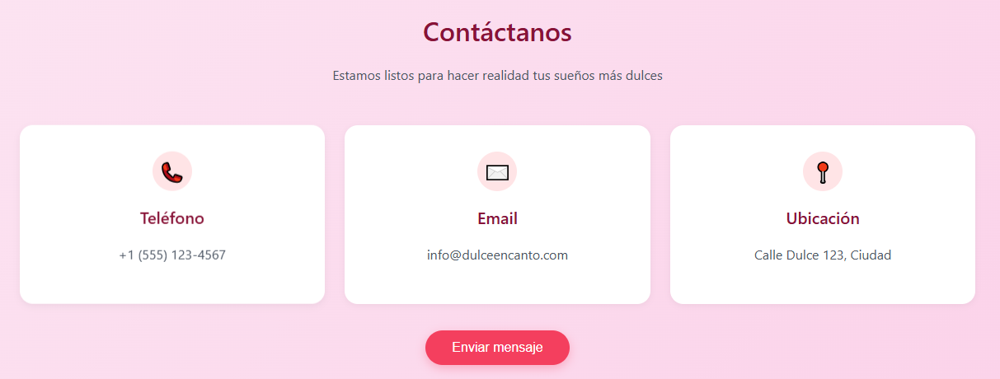 Contáctanos
Estamos listos para hacer realidad tus sueños más dulces
Teléfono
+1 (555) 123-4567
Email
info@dulceencanto.com
Ubicación
Calle Dulce 123, Ciudad
Enviar mensaje